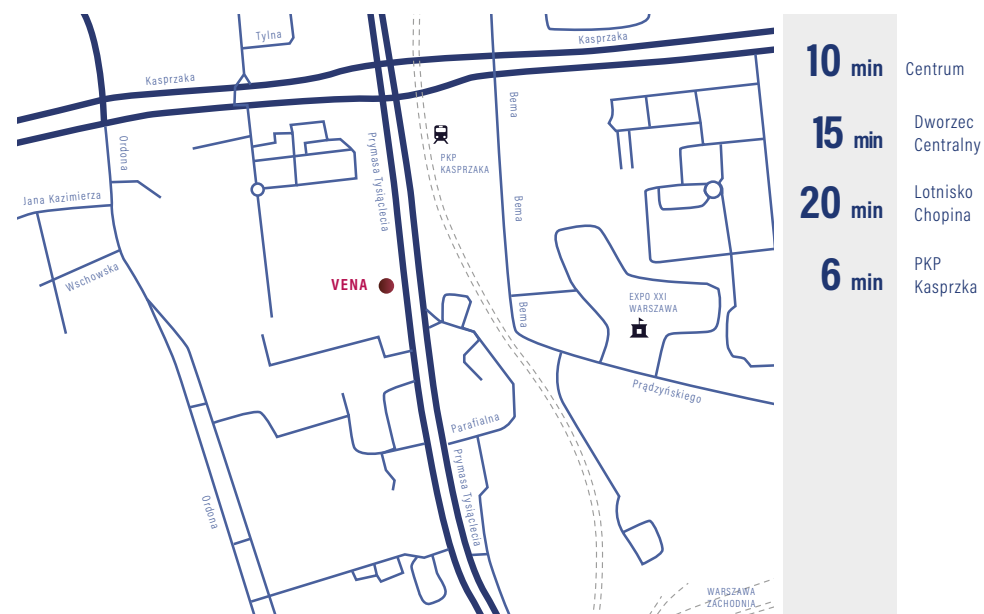 Tylna
Kasprzaka
Kasprzaka
Bema
Ordona
Prymasa Tysiąclecia
PKP
KASPRZAKA
Jana Kazimierza
Bema
Wschowska
VENA
EXPO XXI
WARSZAWA
Bema
Prądzyńskiego
Parafialna
Prymasa Tysiąclecia
Ordona
WARSZAWA
ZACHODNIA
10 min Centrum
15 min Dworzec
Centralny
20 min Lotnisko
Chopina
6 min PKP
Kasprzka